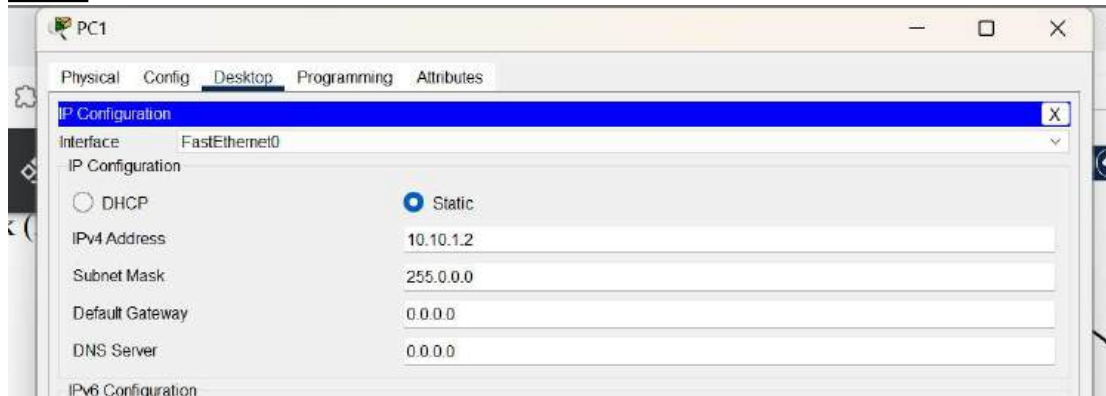 PC1
Physical Config Desktop Programming Attributes
IP Configuration X
Interface FastEthernet0
IP Configuration
DHCP Static
IPv4 Address 10.10.1.2
Subnet Mask 255.0.0.0
Default Gateway 0.0.0.0
DNS Server 0.0.0.0
IPv6 Configuration